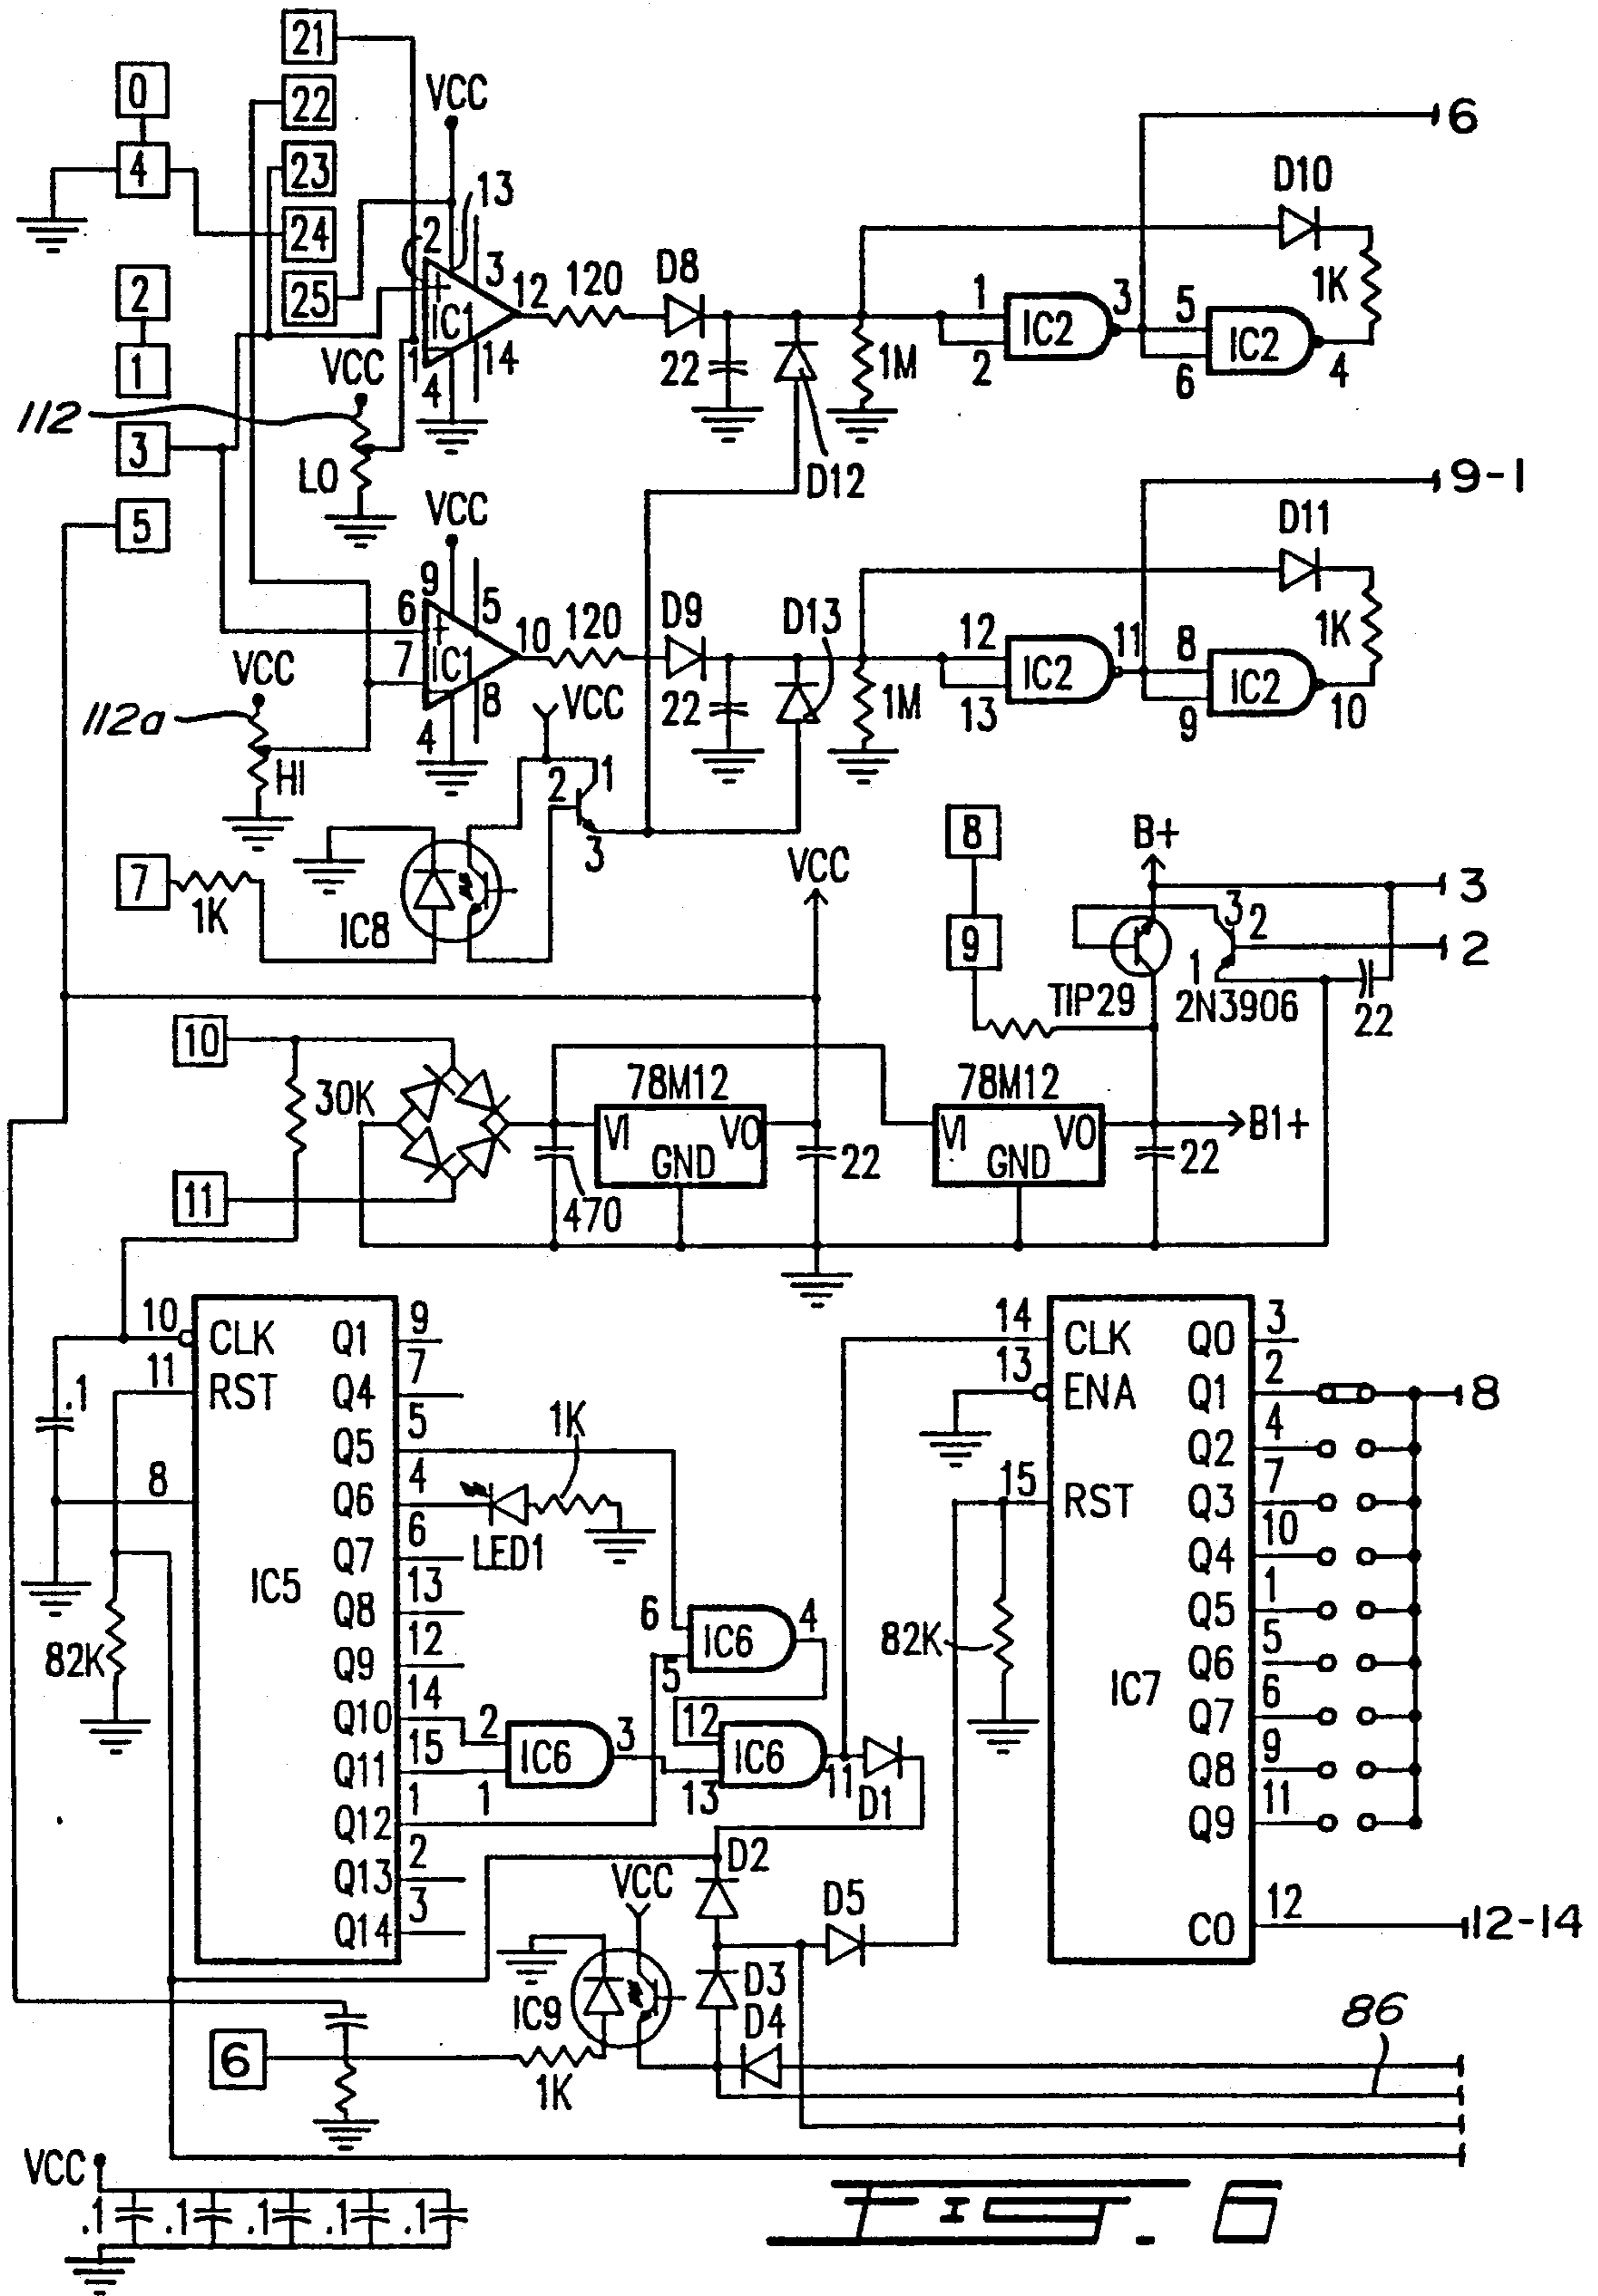 21
0
22
VCC
6
4
23
13
D10
24
2
3
12
120
D8
1
3
5
1K
2
25
+
IC1
IC2
IC2
1
VCC
1
4
14
22
1M
2
6
4
112
LO
D12
3
VCC
9-1
5
9
D11
6
+
5
10
120
D9
D13
12
11
8
1K
7
IC1
IC2
IC2
VCC
8
VCC
22
1M
13
9
10
112a
4
HI
2
1
3
8
B+
7
1K
IC8
VCC
9
3
3
2
2
1
TIP29
2N3906
22
10
30K
78M12
78M12
VI
VO
GND
VI
VO
GND
B1+
22
22
11
470
10
CLK
Q1
9
14
CLK
Q0
3
11
RST
Q4
7
13
ENA
Q1
2
8
.1
Q5
5
1K
Q2
4
8
Q6
4
LED1
15
RST
Q3
7
Q7
6
Q4
10
IC5
Q8
13
Q5
1
82K
Q9
12
6
IC6
4
5
82K
Q6
5
Q10
14
2
3
12
IC7
Q7
6
Q11
15
1
IC6
13
IC6
11
D1
Q8
9
Q12
1
Q9
11
Q13
2
VCC
D2
Q14
3
D5
CO
12
12-14
IC9
D3
D4
86
6
1K
VCC
.1
.1
.1
.1
.1
FIG. 6